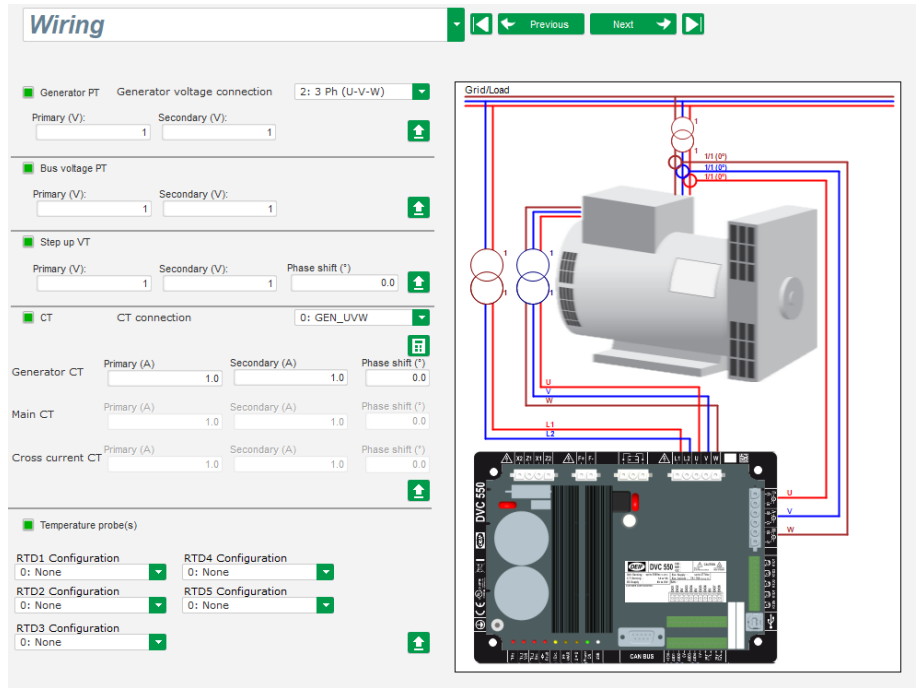 Wiring
Previous
Next
Generator PT Generator voltage connection 2: 3 Ph (U-V-W)
Primary (V): Secondary (V):
1 1
Bus voltage PT
Primary (V): Secondary (V):
1 1
Step up VT
Primary (V): Secondary (V): Phase shift (°)
1 1 0.0
CT CT connection 0: GEN_UVW
Generator CT Primary (A) Secondary (A) Phase shift (°)
1.0 1.0 0.0
Main CT Primary (A) Secondary (A) Phase shift (°)
1.0 1.0 0.0
Cross current CT Primary (A) Secondary (A) Phase shift (°)
1.0 1.0 0.0
Temperature probe(s)
RTD1 Configuration RTD4 Configuration
0: None 0: None
RTD2 Configuration RTD5 Configuration
0: None 0: None
RTD3 Configuration
0: None
Grid/Load
1
1
1/1 (0°)
1/1 (0°)
1/1 (0°)
1 1
1 1
U
V
W
L1
L2
X2 Z1 X1 Z2 F+ F- L1 L2 U V W
DVC 550
U
V
W
DVC 550
CAN BUS